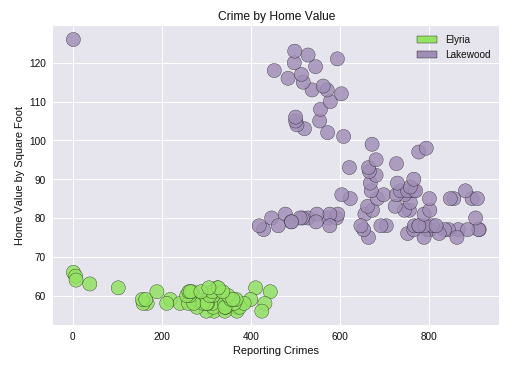 Crime by Home Value
Elyria
Lakewood
Home Value by Square Foot
120
110
100
90
80
70
60
0
200
400
600
800
Reporting Crimes